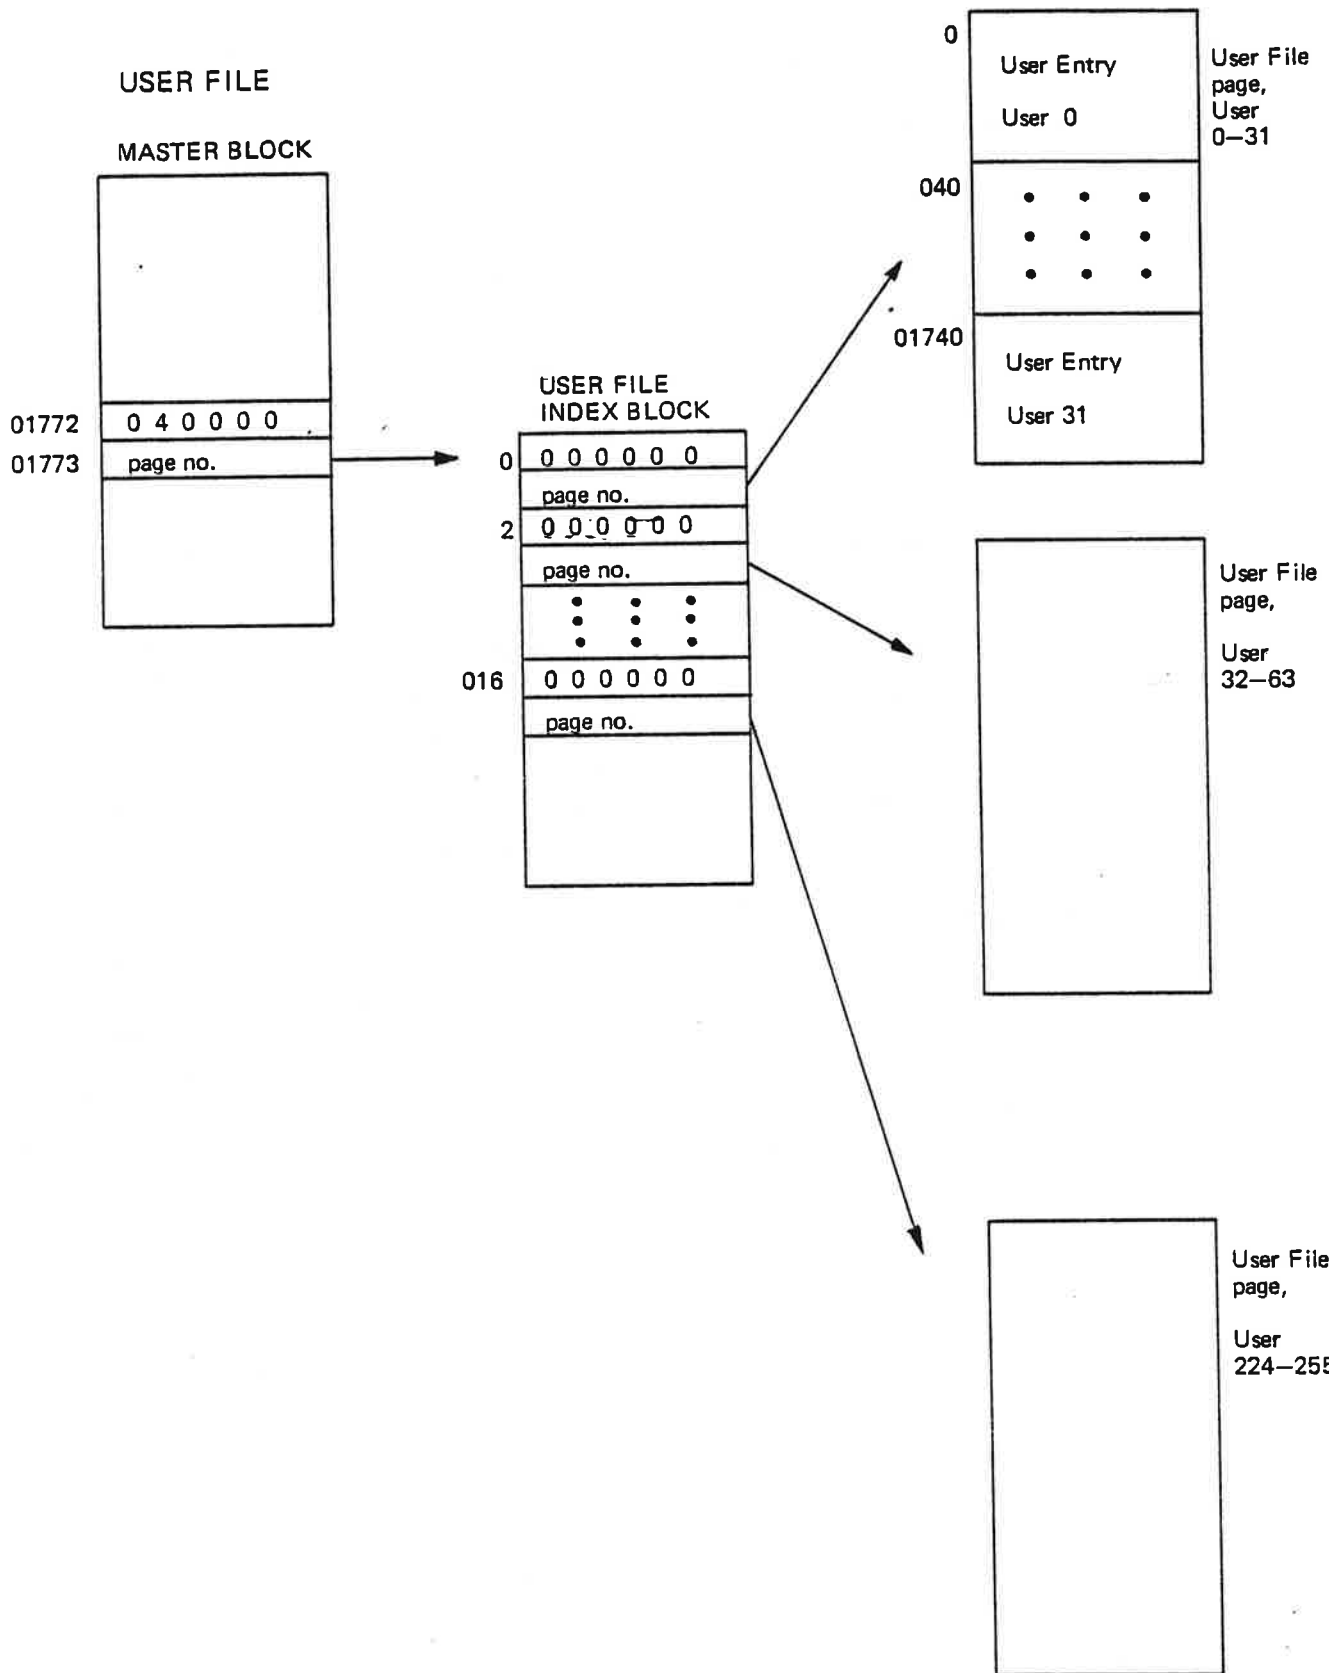 USER FILE
MASTER BLOCK
01772 0 4 0 0 0 0
01773 page no.
USER FILE
INDEX BLOCK
0 0 0 0 0 0 0
page no.
2 0 0 0 0 0 0
page no.
016 0 0 0 0 0 0
page no.
0
User Entry
User 0
040
01740
User Entry
User 31
User File
page,
User
0–31
User File
page,
User
32–63
User File
page,
User
224–255